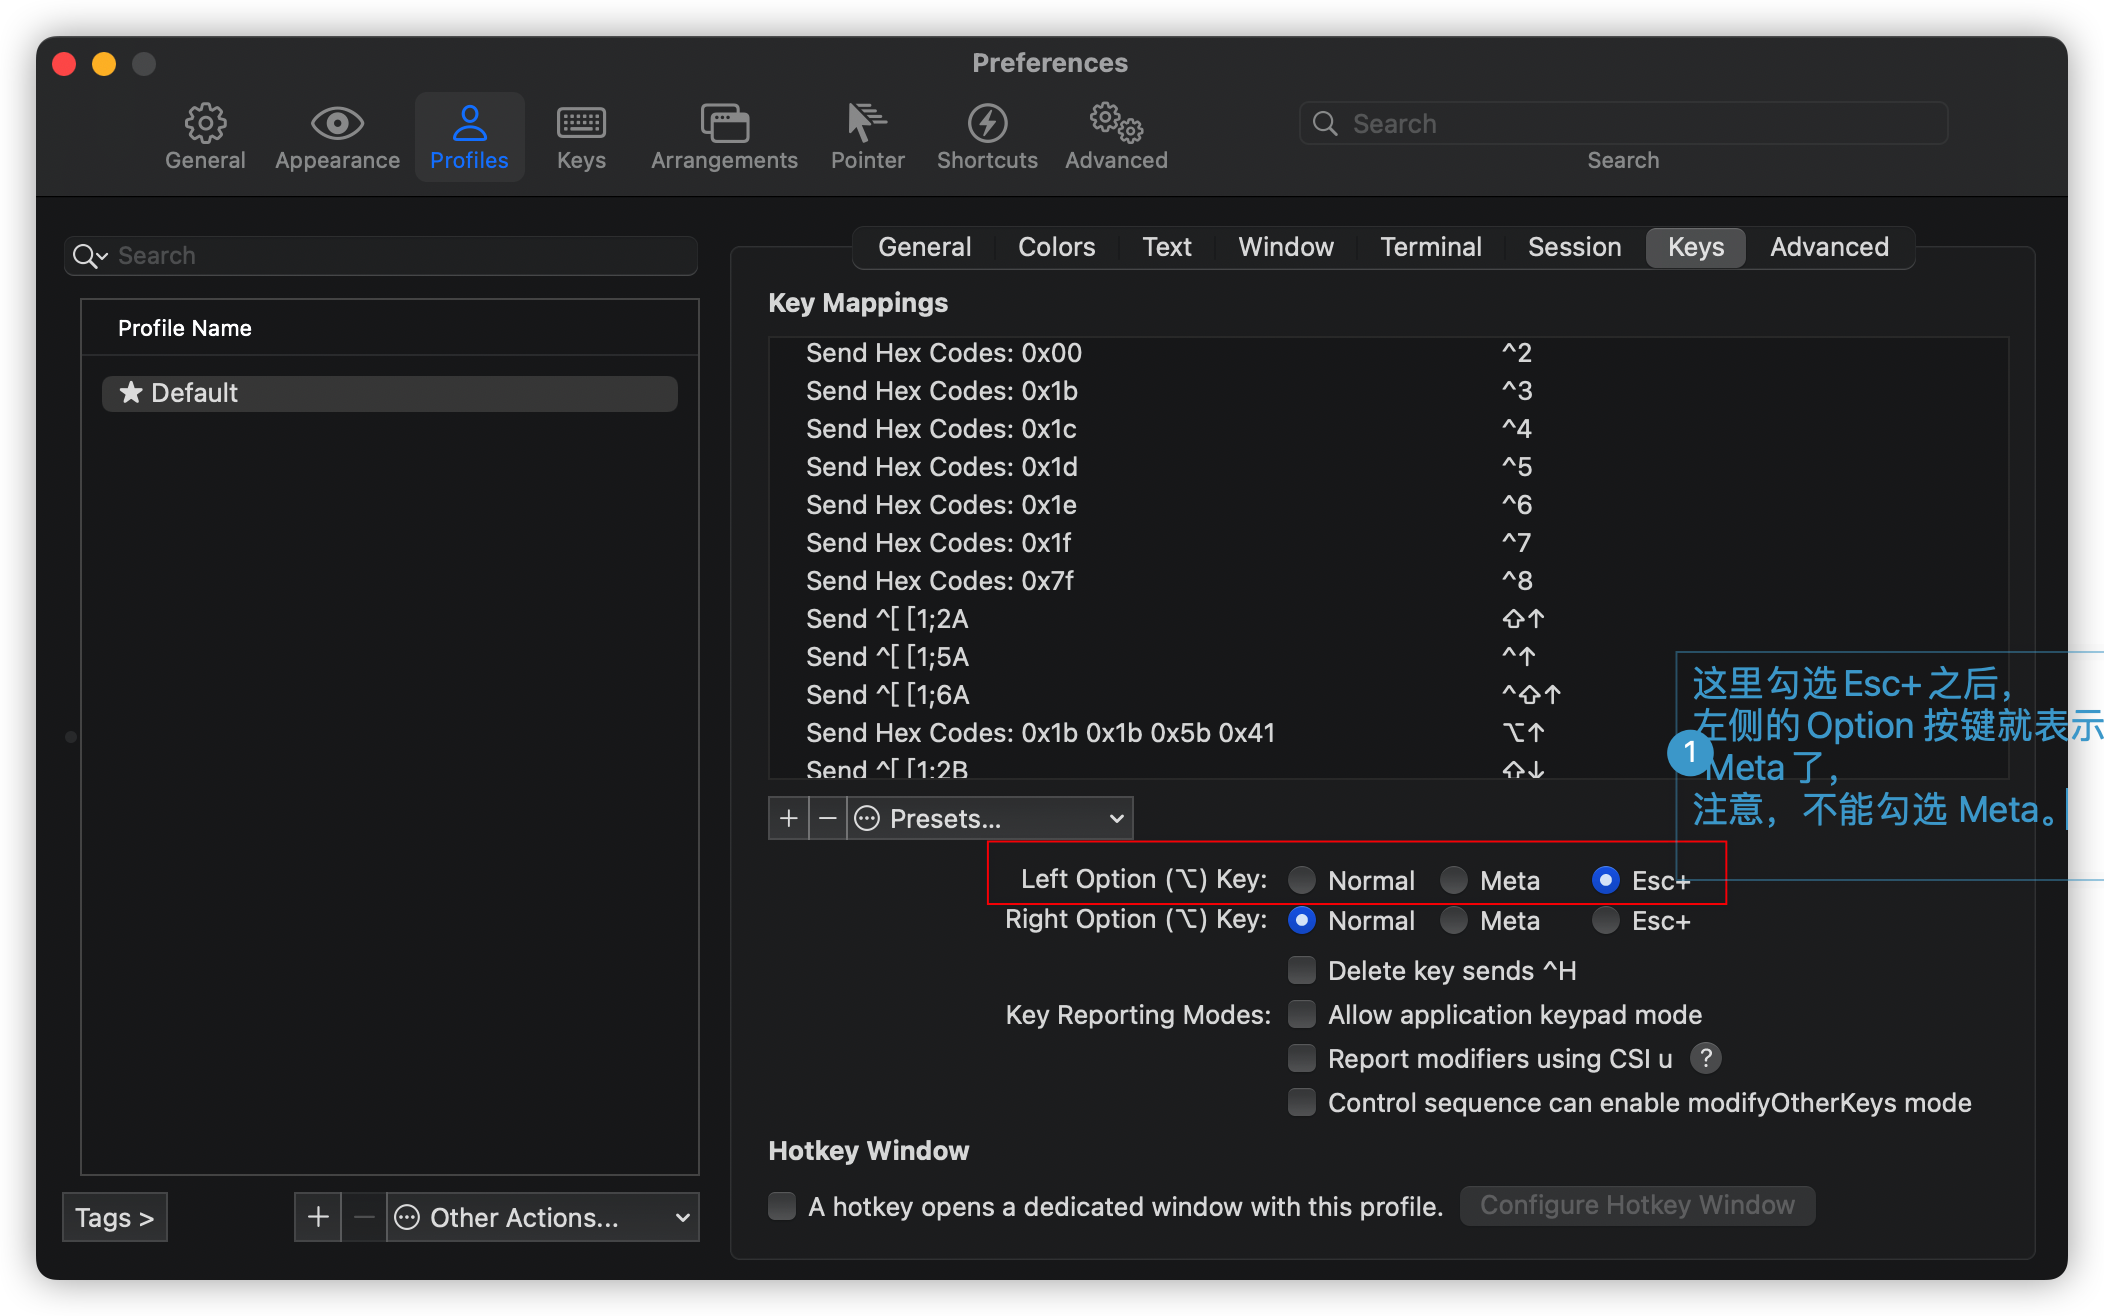 Preferences
General
Appearance
Profiles
Keys
Arrangements
Pointer
Shortcuts
Advanced
Search
Search
Search
Profile Name
★ Default
Tags >
+
−
Other Actions...
General
Colors
Text
Window
Terminal
Session
Keys
Advanced
Key Mappings
Send Hex Codes: 0x00 ^2
Send Hex Codes: 0x1b ^3
Send Hex Codes: 0x1c ^4
Send Hex Codes: 0x1d ^5
Send Hex Codes: 0x1e ^6
Send Hex Codes: 0x1f ^7
Send Hex Codes: 0x7f ^8
Send ^[ [1;2A ⇧↑
Send ^[ [1;5A ^↑
Send ^[ [1;6A ^⇧↑
Send Hex Codes: 0x1b 0x1b 0x5b 0x41 ⌥↑
Send ^[ [1;2B ⇧↓
+
−
Presets...
这里勾选 Esc+ 之后，
左侧的 Option 按键就表示
Meta 了，
注意，不能勾选 Meta。
1
Left Option (⌥) Key: Normal Meta Esc+
Right Option (⌥) Key: Normal Meta Esc+
Delete key sends ^H
Key Reporting Modes: Allow application keypad mode
Report modifiers using CSI u ?
Control sequence can enable modifyOtherKeys mode
Hotkey Window
A hotkey opens a dedicated window with this profile. Configure Hotkey Window